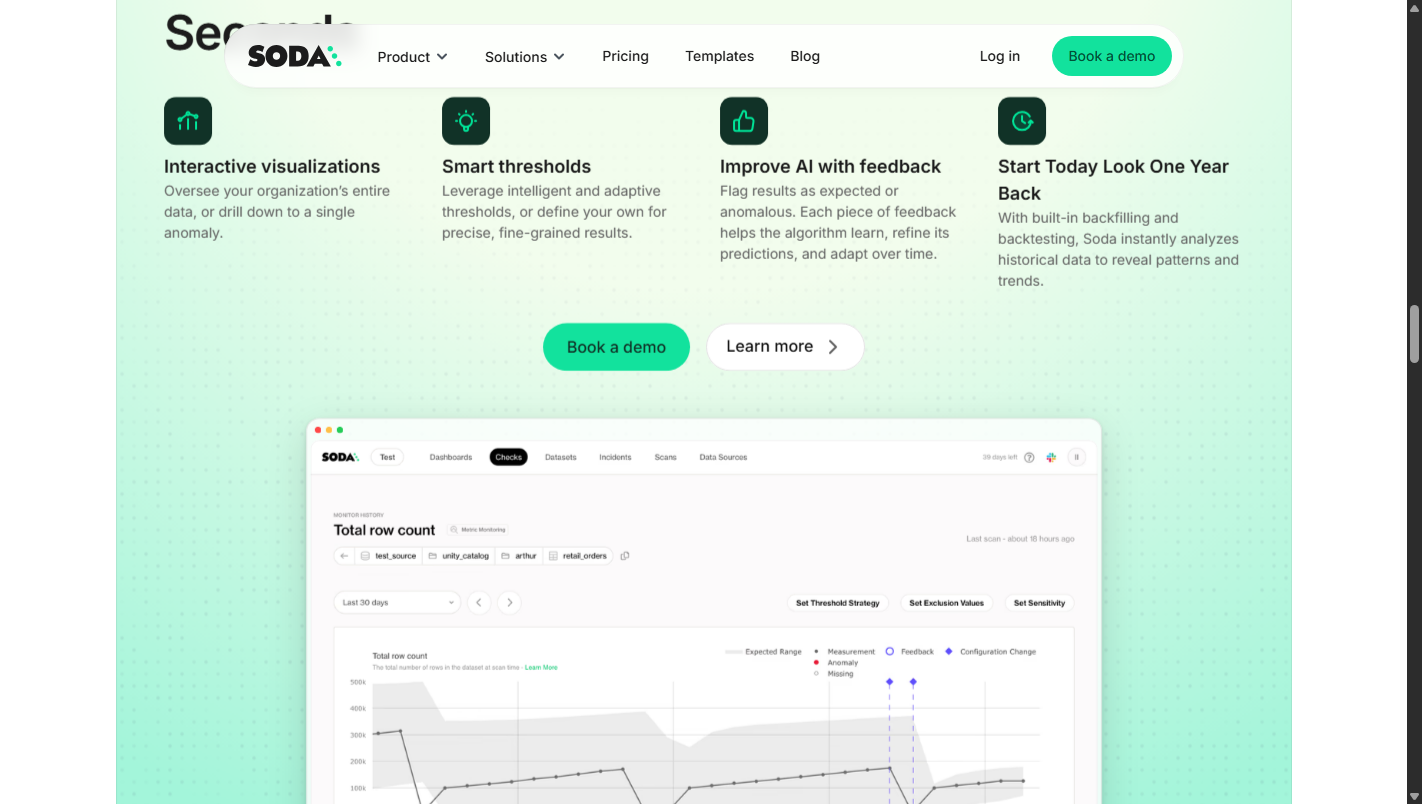 SODA
Product
Solutions
Pricing
Templates
Blog
Log in
Book a demo
Interactive visualizations
Oversee your organization's entire
data, or drill down to a single
anomaly.
Smart thresholds
Leverage intelligent and adaptive
thresholds, or define your own for
precise, fine-grained results.
Improve AI with feedback
Flag results as expected or
anomalous. Each piece of feedback
helps the algorithm learn, refine its
predictions, and adapt over time.
Start Today Look One Year
Back
With built-in backfilling and
backtesting, Soda instantly analyzes
historical data to reveal patterns and
trends.
Book a demo
Learn more
SODA
Test
Dashboards
Checks
Datasets
Incidents
Scans
Data Sources
39 days left
MONITOR HISTORY
Total row count
Metric Monitoring
Last scan - about 18 hours ago
test_source
unity_catalog
arthur
retail_orders
Last 30 days
Set Threshold Strategy
Set Exclusion Values
Set Sensitivity
Total row count
The total number of rows in the dataset at scan time - Learn More
Expected Range
Measurement
Feedback
Configuration Change
Anomaly
Missing
500k
400k
300k
200k
100k